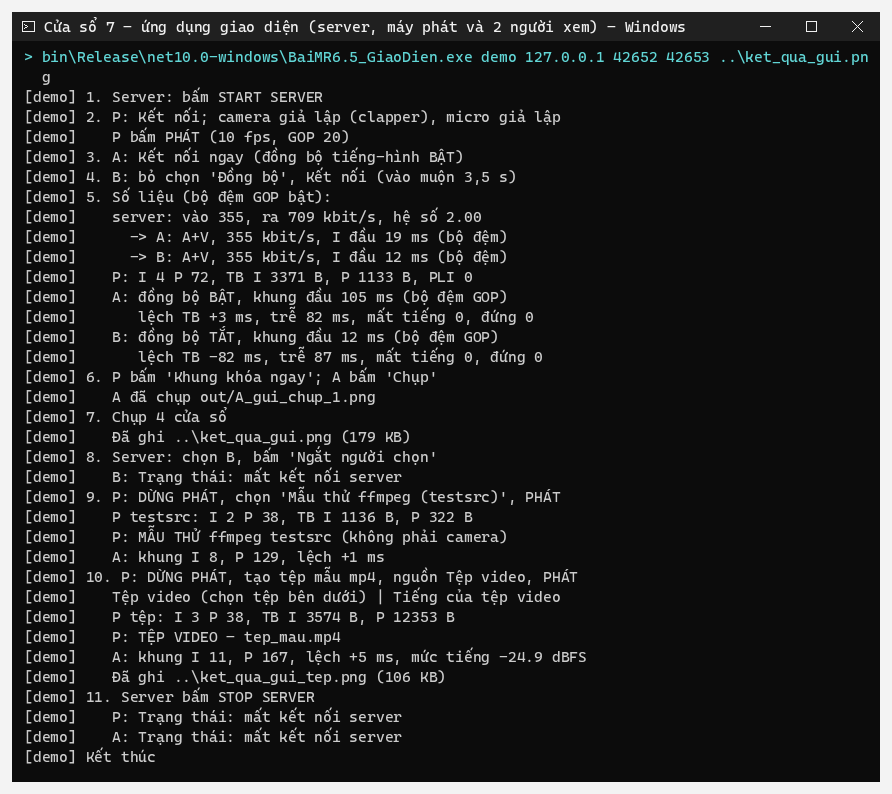 Cửa sổ 7 – ứng dụng giao diện (server, máy phát và 2 người xem) – Windows
> bin\Release\net10.0-windows\BaiMR6.5_GiaoDien.exe demo 127.0.0.1 42652 42653 ..\ket_qua_gui.pn
g
[demo] 1. Server: bấm START SERVER
[demo] 2. P: Kết nối; camera giả lập (clapper), micro giả lập
[demo]    P bấm PHÁT (10 fps, GOP 20)
[demo] 3. A: Kết nối ngay (đồng bộ tiếng-hình BẬT)
[demo] 4. B: bỏ chọn 'Đồng bộ', Kết nối (vào muộn 3,5 s)
[demo] 5. Số liệu (bộ đệm GOP bật):
[demo]    server: vào 355, ra 709 kbit/s, hệ số 2.00
[demo]      -> A: A+V, 355 kbit/s, I đầu 19 ms (bộ đệm)
[demo]      -> B: A+V, 355 kbit/s, I đầu 12 ms (bộ đệm)
[demo]    P: I 4 P 72, TB I 3371 B, P 1133 B, PLI 0
[demo]    A: đồng bộ BẬT, khung đầu 105 ms (bộ đệm GOP)
[demo]       lệch TB +3 ms, trễ 82 ms, mất tiếng 0, đứng 0
[demo]    B: đồng bộ TẮT, khung đầu 12 ms (bộ đệm GOP)
[demo]       lệch TB -82 ms, trễ 87 ms, mất tiếng 0, đứng 0
[demo] 6. P bấm 'Khung khóa ngay'; A bấm 'Chụp'
[demo]    A đã chụp out/A_gui_chup_1.png
[demo] 7. Chụp 4 cửa sổ
[demo]    Đã ghi ..\ket_qua_gui.png (179 KB)
[demo] 8. Server: chọn B, bấm 'Ngắt người chọn'
[demo]    B: Trạng thái: mất kết nối server
[demo] 9. P: DỪNG PHÁT, chọn 'Mẫu thử ffmpeg (testsrc)', PHÁT
[demo]    P testsrc: I 2 P 38, TB I 1136 B, P 322 B
[demo]    P: MẪU THỬ ffmpeg testsrc (không phải camera)
[demo]    A: khung I 8, P 129, lệch +1 ms
[demo] 10. P: DỪNG PHÁT, tạo tệp mẫu mp4, nguồn Tệp video, PHÁT
[demo]    Tệp video (chọn tệp bên dưới) | Tiếng của tệp video
[demo]    P tệp: I 3 P 38, TB I 3574 B, P 12353 B
[demo]    P: TỆP VIDEO – tep_mau.mp4
[demo]    A: khung I 11, P 167, lệch +5 ms, mức tiếng -24.9 dBFS
[demo]    Đã ghi ..\ket_qua_gui_tep.png (106 KB)
[demo] 11. Server bấm STOP SERVER
[demo]    P: Trạng thái: mất kết nối server
[demo]    A: Trạng thái: mất kết nối server
[demo] Kết thúc